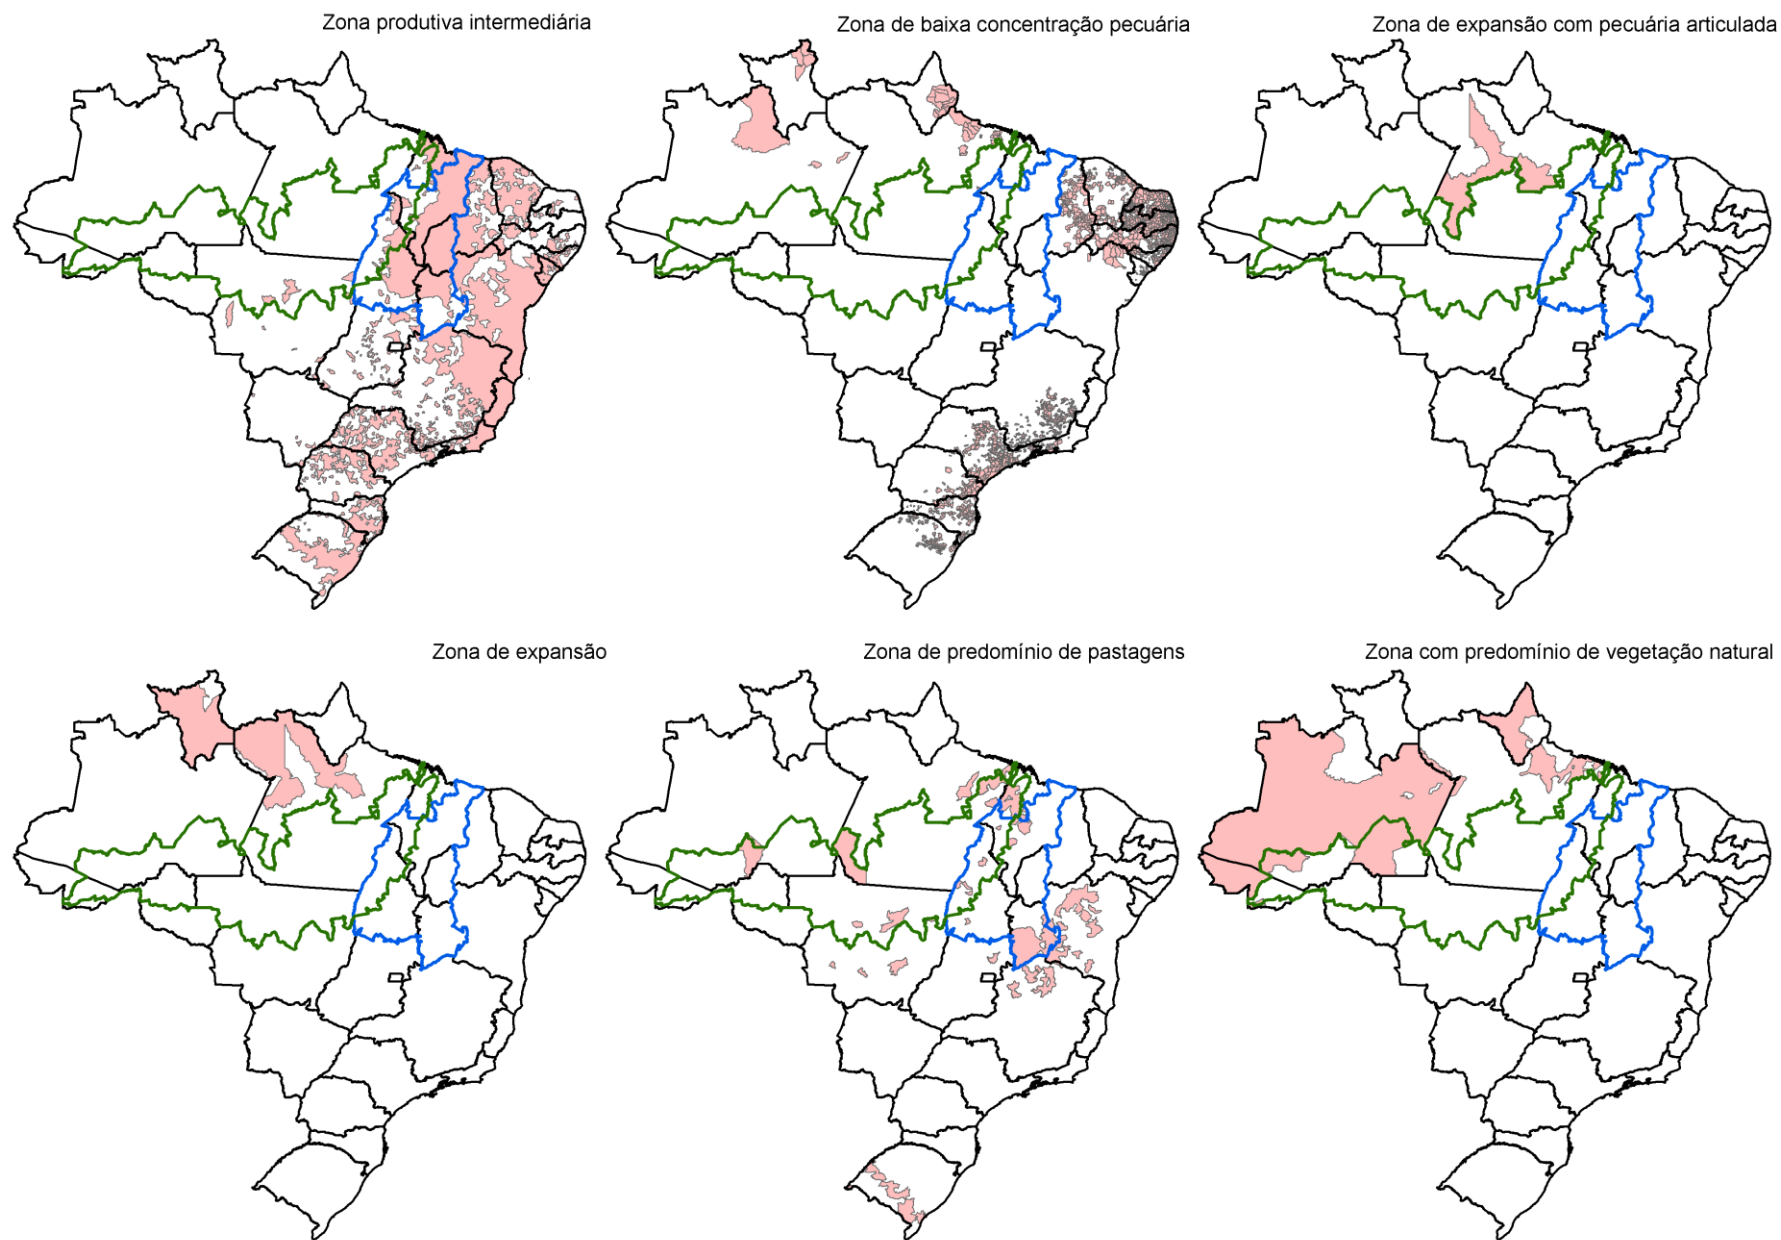 Zona produtiva intermediária
Zona de baixa concentração pecuária
Zona de expansão com pecuária articulada
Zona de expansão
Zona de predomínio de pastagens
Zona com predomínio de vegetação natural